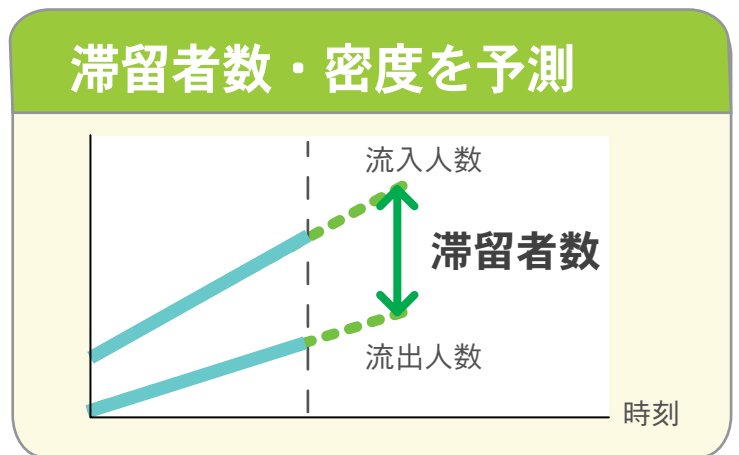 滞留者数・密度を予測
流入人数
滞留者数
流出人数
時刻